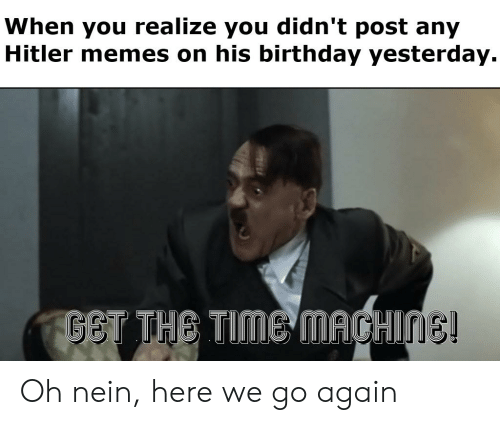 When you realize you didn't post any
Hitler memes on his birthday yesterday.
GET THE TIME MACHINE!
Oh nein, here we go again